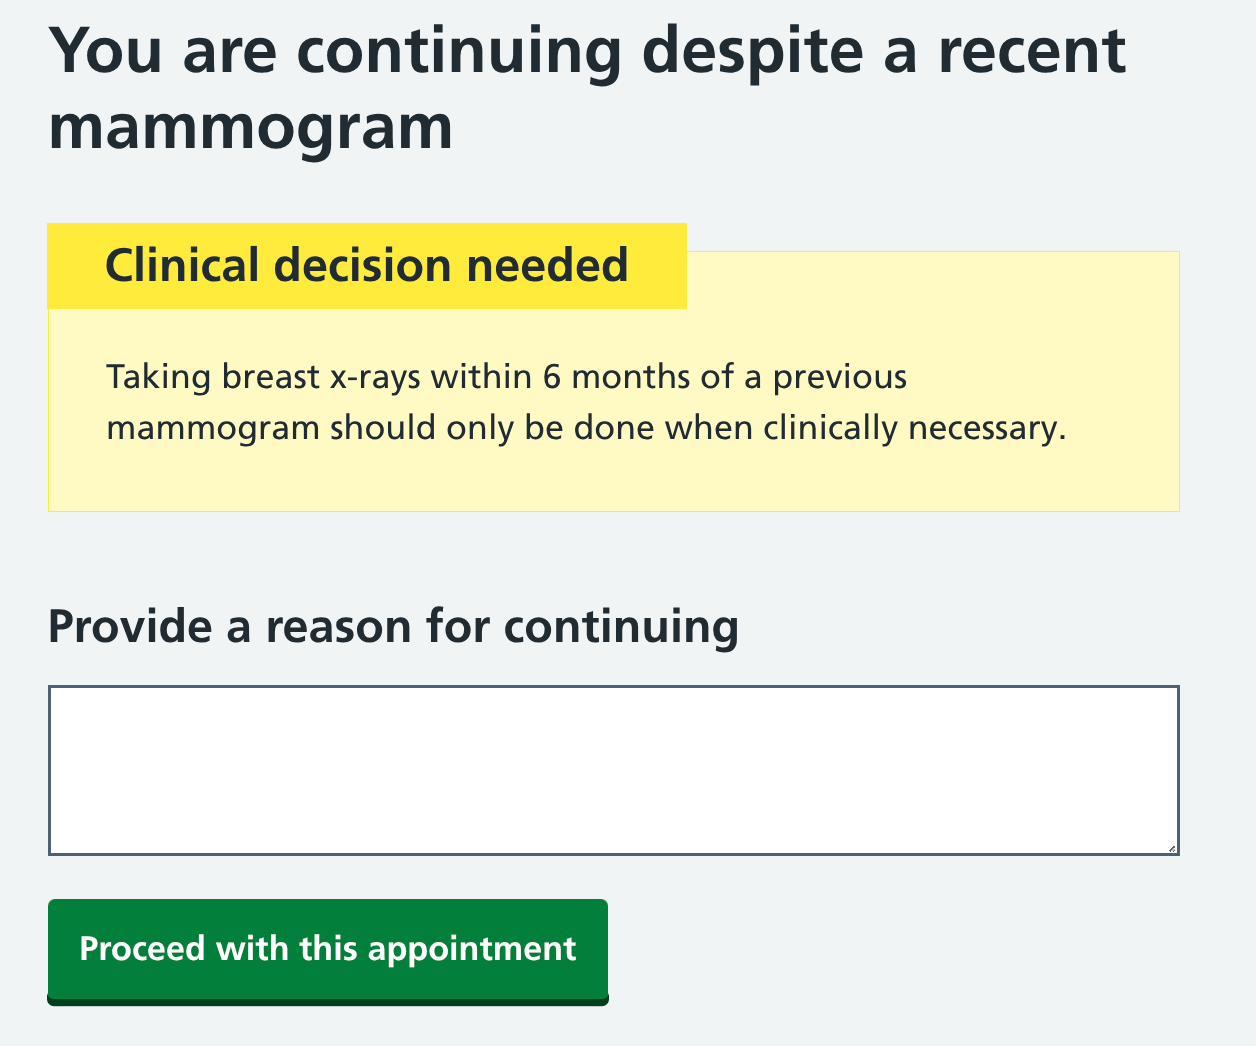 You are continuing despite a recent
mammogram
Clinical decision needed
Taking breast x-rays within 6 months of a previous
mammogram should only be done when clinically necessary.
Provide a reason for continuing
Proceed with this appointment